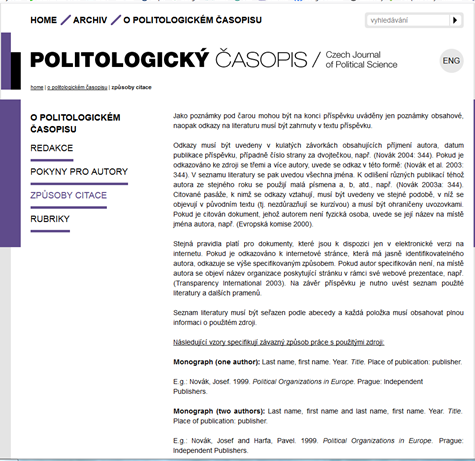 HOME / ARCHIV / O POLITOLOGICKÉM ČASOPISU
vyhledávání
POLITOLOGICKÝ ČASOPIS / Czech Journal
of Political Science
ENG
home | o politologickém časopisu | způsoby citace
O POLITOLOGICKÉM
ČASOPISU
REDAKCE
POKYNY PRO AUTORY
ZPŮSOBY CITACE
RUBRIKY
Jako poznámky pod čarou mohou být na konci příspěvku uváděny jen poznámky obsahové,
naopak odkazy na literaturu musí být zahrnuty v textu příspěvku.
Odkazy musí být uvedeny v kulatých závorkách obsahujících příjmení autora, datum
publikace příspěvku, případně číslo strany za dvojtečkou, např. (Novák 2004: 344). Pokud je
odkazováno ke zdroji se třemi a více autory, uvede se odkaz v této formě: (Novák et al. 2003:
344). V seznamu literatury se pak uvedou všechna jména. K odlišení různých publikací téhož
autora ze stejného roku se použijí malá písmena a, b, atd., např. (Novák 2003a: 344).
Citované pasáže, k nimž se odkazy vztahují, musí být uvedeny ve stejné podobě, v níž se
objevují v původním textu (tj. nezdůrazňují se kurzívou) a musí být ohraničeny uvozovkami.
Pokud je citován dokument, jehož autorem není fyzická osoba, uvede se její název na místě
jména autora, např. (Evropská komise 2000).
Stejná pravidla platí pro dokumenty, které jsou k dispozici jen v elektronické verzi na
internetu. Pokud je odkazováno k internetové stránce, která má jasně identifikovatelného
autora, odkazuje se výše specifikovaným způsobem. Pokud autor specifikován není, na místě
autora se objeví název organizace poskytující stránku v rámci své webové prezentace, např.
(Transparency International 2003). Na závěr příspěvku je nutno uvést seznam použité
literatury a dalších pramenů.
Seznam literatury musí být seřazen podle abecedy a každá položka musí obsahovat plnou
informaci o použitém zdroji.
Následující vzory specifikují závazný způsob práce s použitými zdroji:
Monograph (one author): Last name, first name. Year. Title. Place of publication: publisher.
E.g.: Novák, Josef. 1999. Political Organizations in Europe. Prague: Independent
Publishers.
Monograph (two authors): Last name, first name and last name, first name. Year. Title.
Place of publication: publisher.
E.g.: Novák, Josef and Harfa, Pavel. 1999. Political Organizations in Europe. Prague:
Independent Publishers.